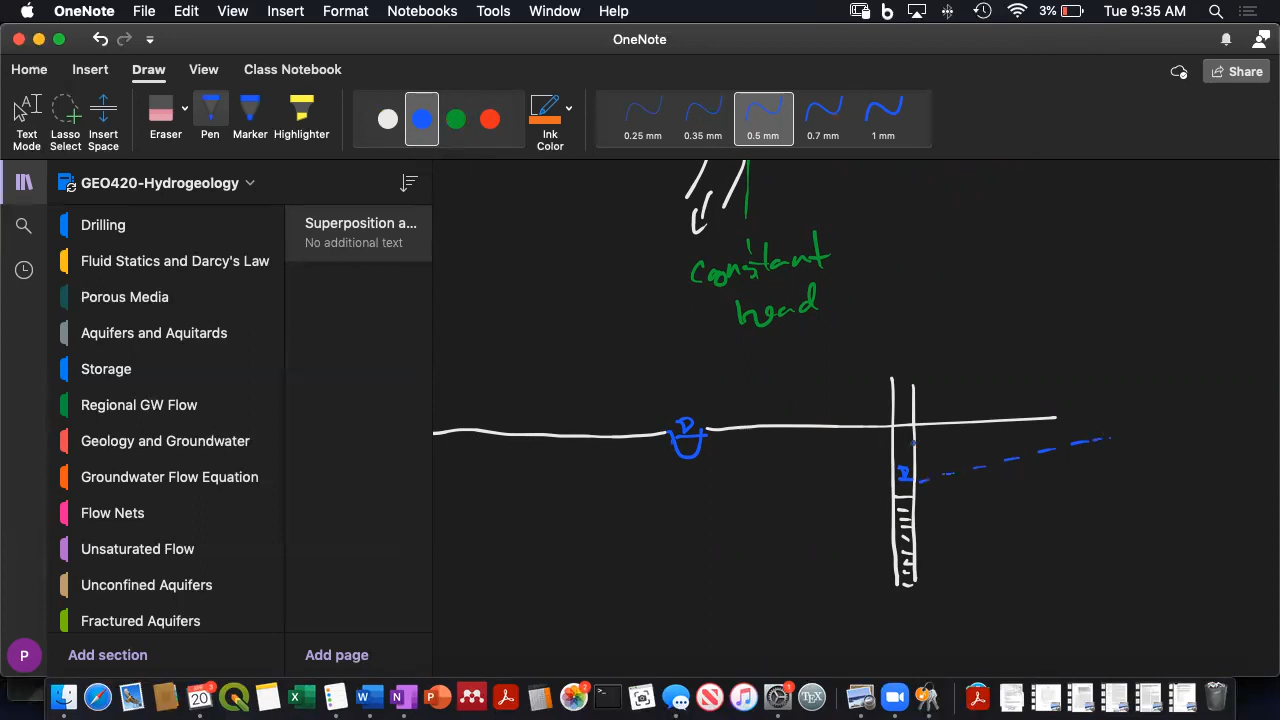 OneNote File Edit View Insert Format Notebooks Tools Window Help 3% Tue 9:35 AM
OneNote
Home Insert Draw View Class Notebook Share
Text Mode Lasso Select Insert Space Eraser Pen Marker Highlighter Ink Color 0.25 mm 0.35 mm 0.5 mm 0.7 mm 1 mm
GEO420-Hydrogeology
Drilling
Fluid Statics and Darcy's Law
Porous Media
Aquifers and Aquitards
Storage
Regional GW Flow
Geology and Groundwater
Groundwater Flow Equation
Flow Nets
Unsaturated Flow
Unconfined Aquifers
Fractured Aquifers
Add section
P
Superposition a...
No additional text
Add page
constant
head
20
TEX